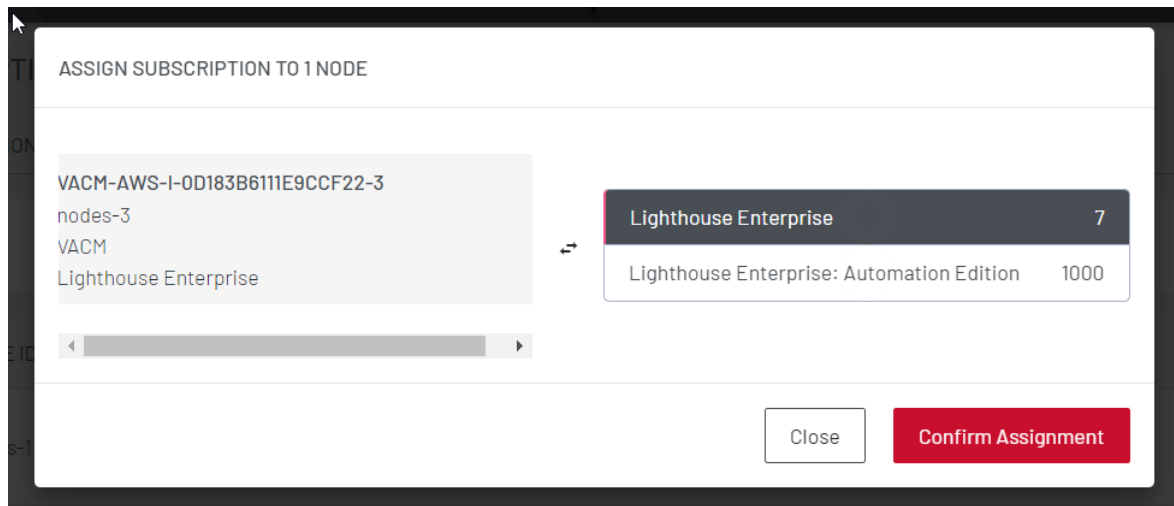 ASSIGN SUBSCRIPTION TO 1 NODE
VACM-AWS-I-0D183B6111E9CCF22-3
nodes-3
VACM
Lighthouse Enterprise
Lighthouse Enterprise 7
Lighthouse Enterprise: Automation Edition 1000
Close Confirm Assignment